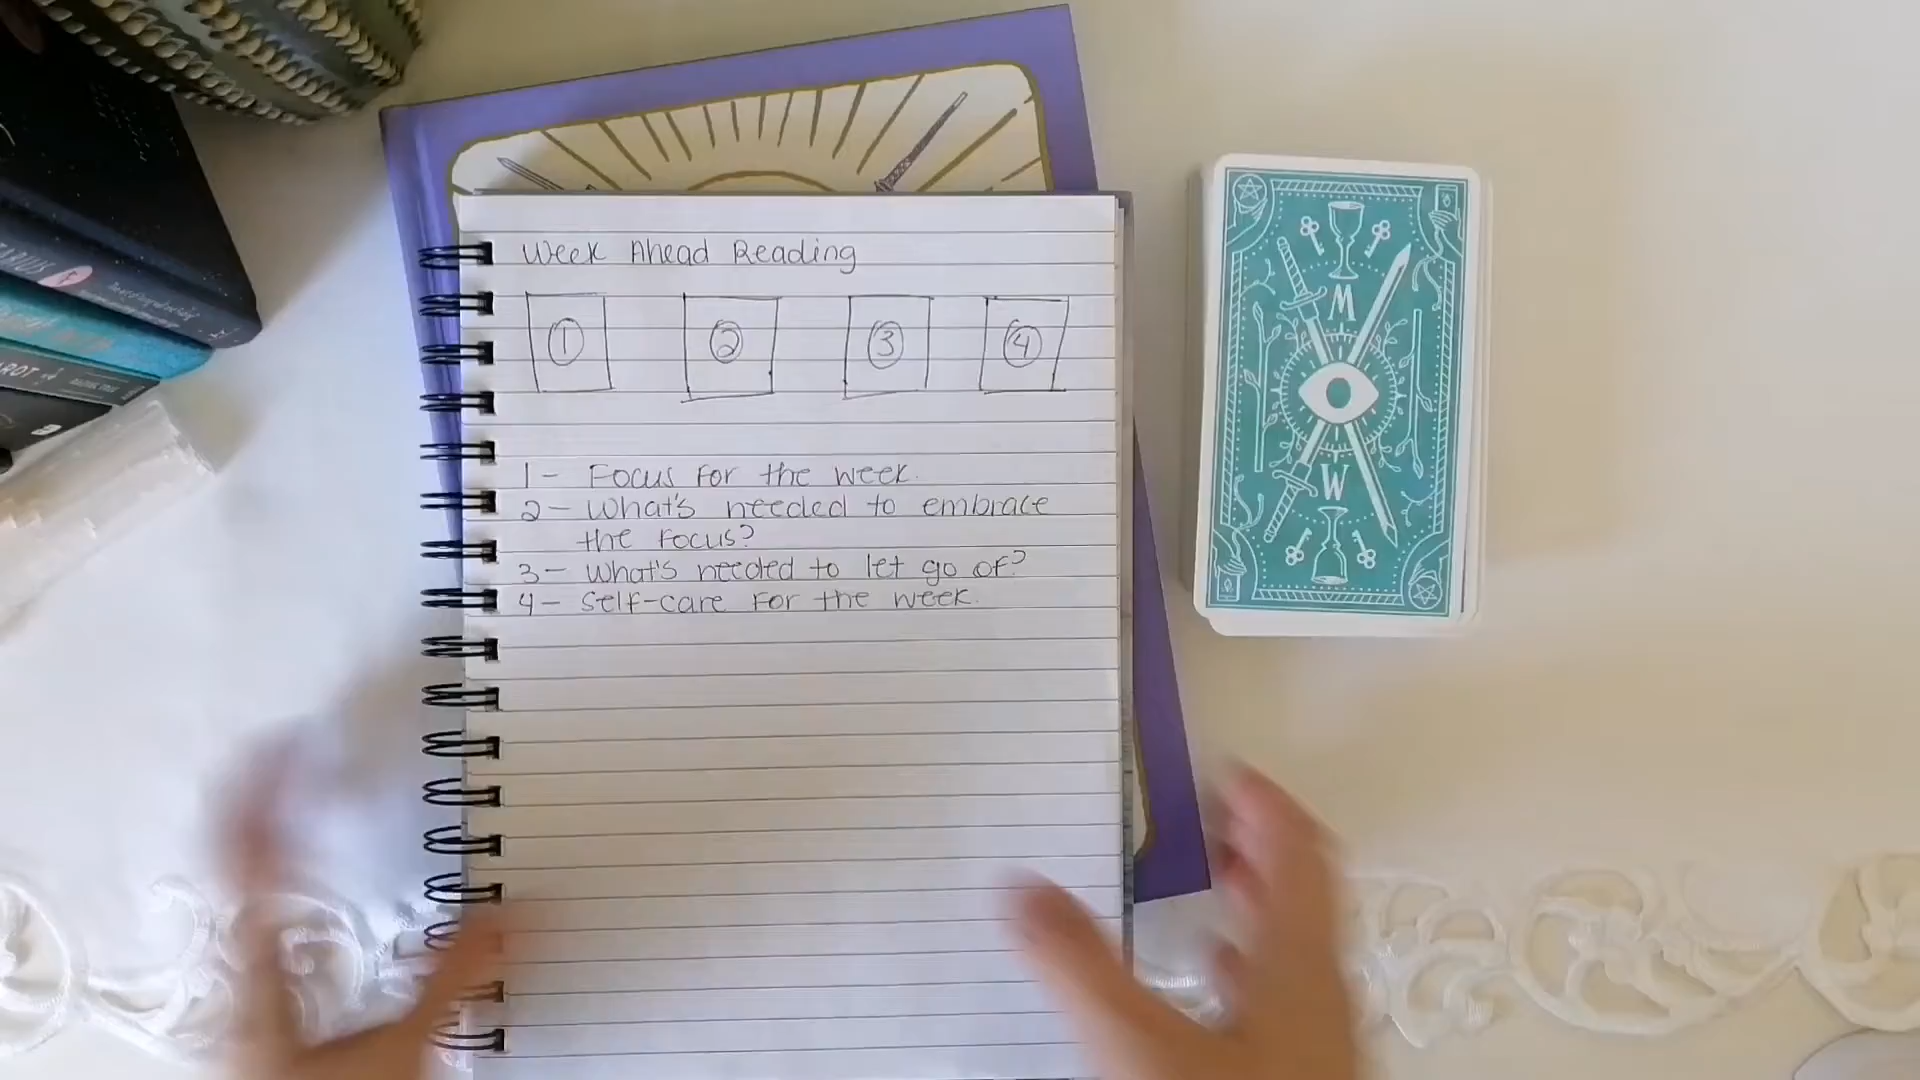 Week Ahead Reading
1 2 3 4
1- Focus for the week.
2- What's needed to embrace
the focus?
3- What's needed to let go of?
4- Self-care for the week.
M
W